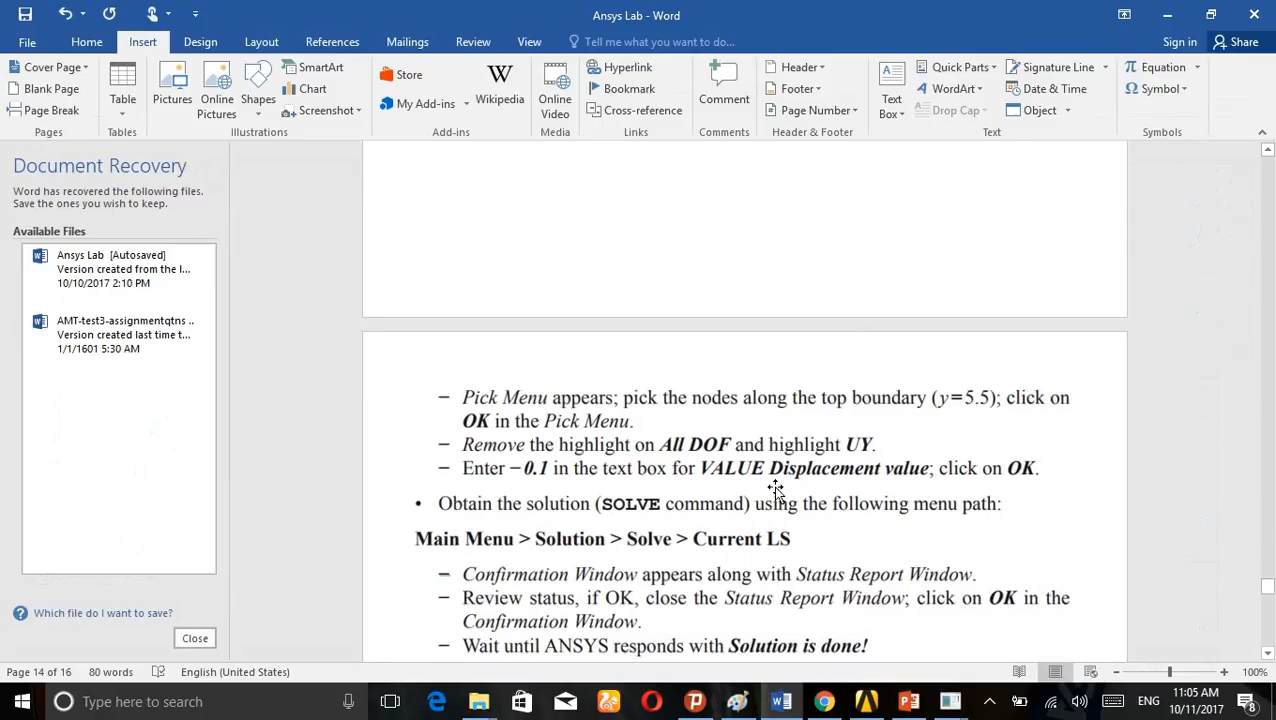 Ansys Lab - Word
File Home Insert Design Layout References Mailings Review View Tell me what you want to do... Sign in Share
Cover Page
Blank Page
Page Break
Pages
Table
Tables
Pictures
Online Pictures
Shapes
SmartArt
Chart
Screenshot
Illustrations
Store
My Add-ins
Wikipedia
Add-ins
Online Video
Media
Hyperlink
Bookmark
Cross-reference
Links
Comment
Comments
Header
Footer
Page Number
Header & Footer
Text Box
Quick Parts
WordArt
Drop Cap
Signature Line
Date & Time
Object
Text
Equation
Symbol
Symbols
Document Recovery
Word has recovered the following files.
Save the ones you wish to keep.
Available Files
Ansys Lab [Autosaved]
Version created from the l...
10/10/2017 2:10 PM
AMT-test3-assignmentqtns ..
Version created last time t...
1/1/1601 5:30 AM
Which file do I want to save?
Close
– Pick Menu appears; pick the nodes along the top boundary (y=5.5); click on
OK in the Pick Menu.
– Remove the highlight on All DOF and highlight UY.
– Enter −0.1 in the text box for VALUE Displacement value; click on OK.
• Obtain the solution (SOLVE command) using the following menu path:
Main Menu > Solution > Solve > Current LS
– Confirmation Window appears along with Status Report Window.
– Review status, if OK, close the Status Report Window; click on OK in the
Confirmation Window.
– Wait until ANSYS responds with Solution is done!
Page 14 of 16 80 words English (United States) 100%
Type here to search
ENG
11:05 AM
10/11/2017
8